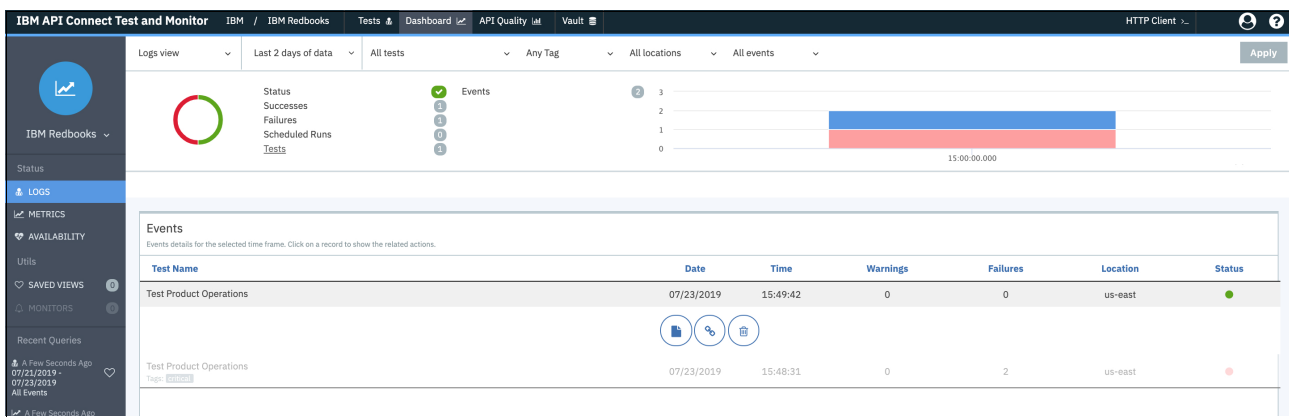 IBM API Connect Test and Monitor IBM / IBM Redbooks Tests Dashboard API Quality Vault HTTP Client >_ ?
Logs view Last 2 days of data All tests Any Tag All locations All events Apply
IBM Redbooks
Status
LOGS
METRICS
AVAILABILITY
Utils
SAVED VIEWS 0
MONITORS 0
Recent Queries
A Few Seconds Ago
07/21/2019 -
07/23/2019
All Events
A Few Seconds Ago
Status
Successes 1
Failures 1
Scheduled Runs 0
Tests 1
Events 2
3
2
1
0
15:00:00.000
Events
Events details for the selected time frame. Click on a record to show the related actions.
Test Name Date Time Warnings Failures Location Status
Test Product Operations 07/23/2019 15:49:42 0 0 us-east
Test Product Operations 07/23/2019 15:48:31 0 2 us-east
Tags: critical